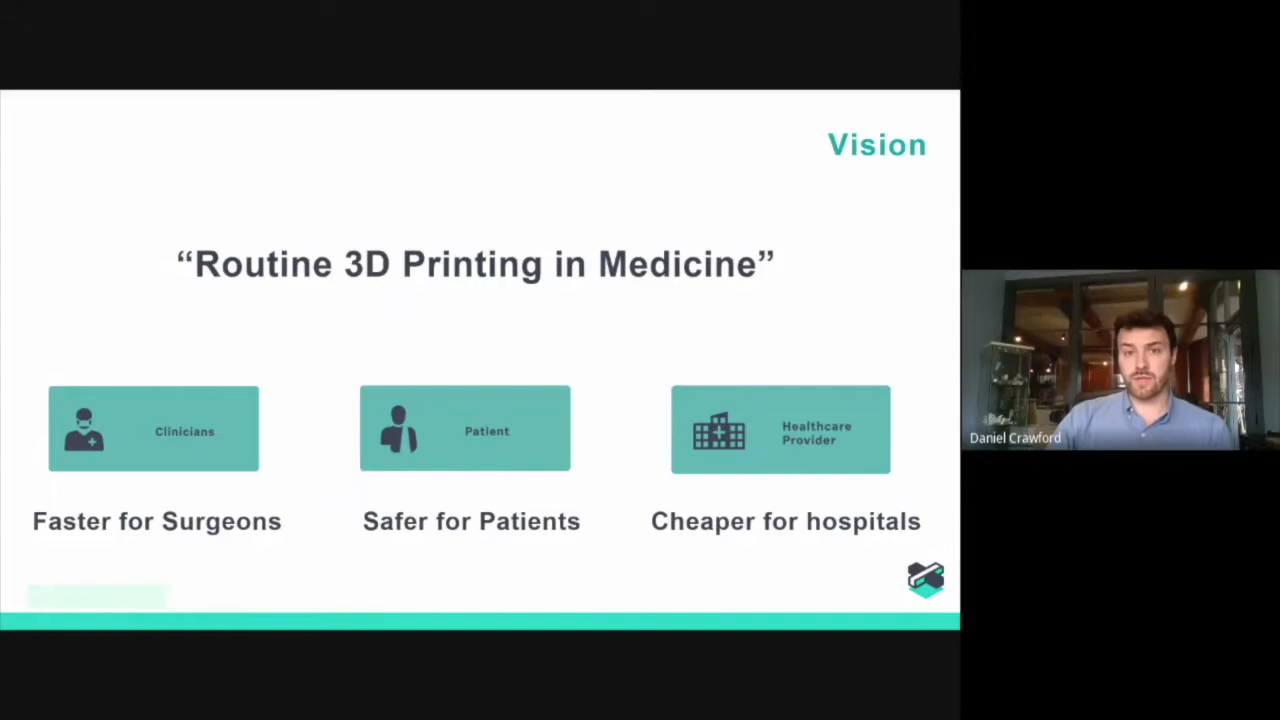 Vision
“Routine 3D Printing in Medicine”
Clinicians
Patient
Healthcare
Provider
Faster for Surgeons
Safer for Patients
Cheaper for hospitals
Daniel Crawford